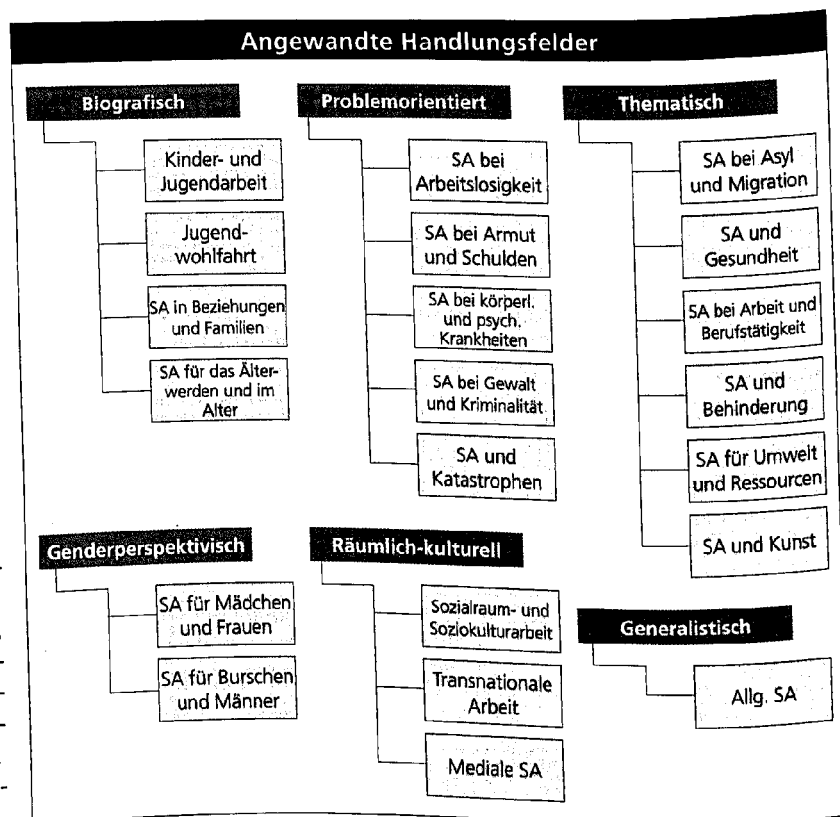 Angewandte Handlungsfelder
Biografisch
Kinder- und
Jugendarbeit
Jugend-
wohlfahrt
SA in Beziehungen
und Familien
SA für das Älter-
werden und im
Alter
Problemorientiert
SA bei
Arbeitslosigkeit
SA bei Armut
und Schulden
SA bei körperl.
und psych.
Krankheiten
SA bei Gewalt
und Kriminalität
SA und
Katastrophen
Thematisch
SA bei Asyl
und Migration
SA und
Gesundheit
SA bei Arbeit und
Berufstätigkeit
SA und
Behinderung
SA für Umwelt
und Ressourcen
SA und Kunst
Genderperspektivisch
SA für Mädchen
und Frauen
SA für Burschen
und Männer
Räumlich-kulturell
Sozialraum- und
Soziokulturarbeit
Transnationale
Arbeit
Mediale SA
Generalistisch
Allg. SA